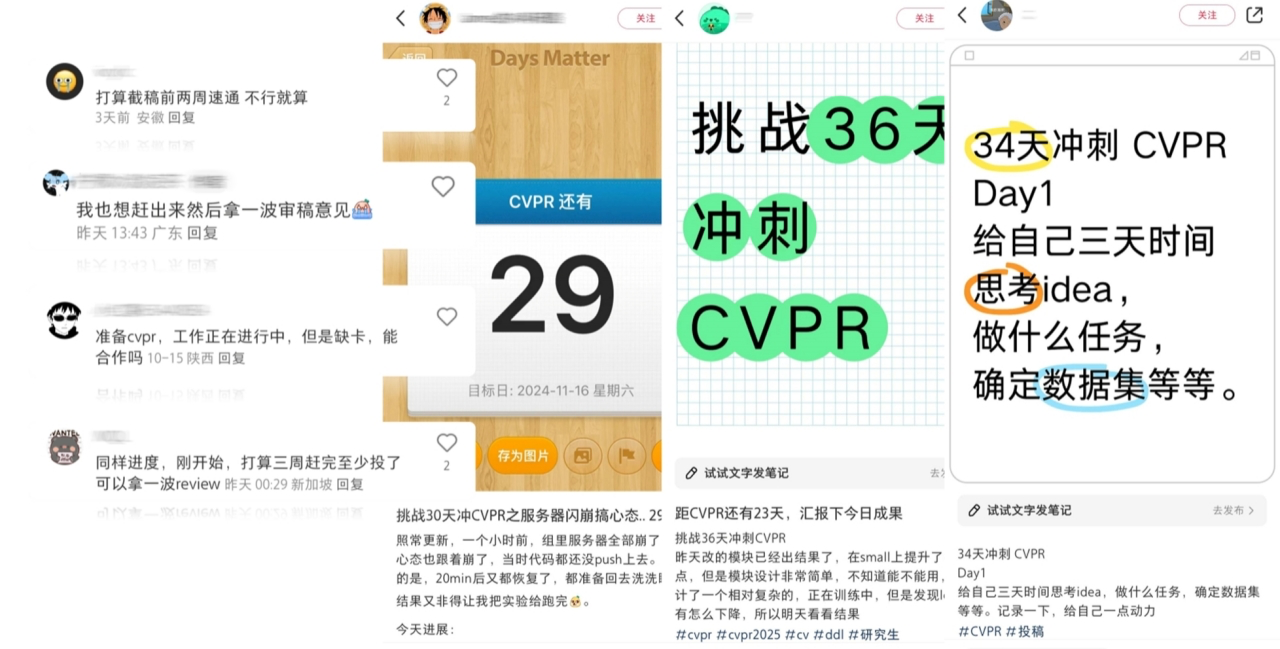 打算截稿前两周速通 不行就算
3天前 安徽 回复
我也想赶出来然后拿一波审稿意见
昨天 13:43 广东 回复
准备cvpr，工作正在进行中，但是缺卡，能
合作吗 10-15 陕西 回复
同样进度，刚开始，打算三周赶完至少投了
可以拿一波review 昨天 00:29 新加坡 回复
2
2
关注
返回
Days Matter
CVPR 还有
29
目标日: 2024-11-16 星期六
存为图片
挑战30天冲CVPR之服务器闪崩搞心态.. 29
照常更新，一个小时前，组里服务器全部崩了
心态也跟着崩了，当时代码都还没push上去。
的是，20min后又都恢复了，都准备回去洗洗
结果又非得让我把实验给跑完。
今天进展：
关注
挑战36天
冲刺
CVPR
试试文字发笔记
去
距CVPR还有23天，汇报下今日成果
挑战36天冲刺CVPR
昨天改的模块已经出结果了，在small上提升了
点，但是模块设计非常简单，不知道能不能用，
计了一个相对复杂的，正在训练中，但是发现l
有怎么下降，所以明天看看结果
#cvpr #cvpr2025 #cv #ddl #研究生
关注
34天冲刺 CVPR
Day1
给自己三天时间
思考idea，
做什么任务，
确定数据集等等。
试试文字发笔记
去发布
34天冲刺 CVPR
Day1
给自己三天时间思考idea，做什么任务，确定数据集
等等。记录一下，给自己一点动力
#CVPR #投稿